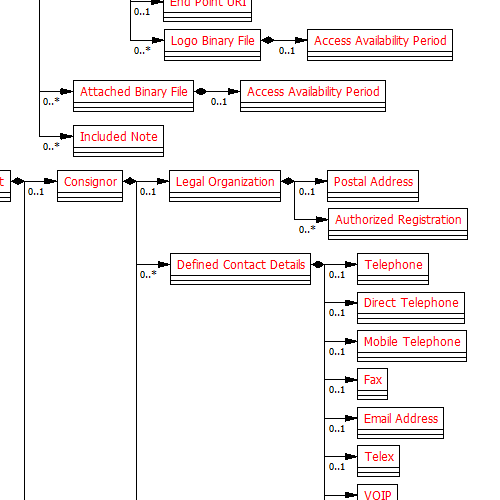 End Point URI
0..1
Logo Binary File
Access Availability Period
0..*
0..1
Attached Binary File
Access Availability Period
0..*
0..1
Included Note
0..*
t
Consignor
Legal Organization
Postal Address
0..1
0..1
0..1
Authorized Registration
0..*
Defined Contact Details
Telephone
0..*
0..1
Direct Telephone
0..1
Mobile Telephone
0..1
Fax
0..1
Email Address
0..1
Telex
0..1
VOIP